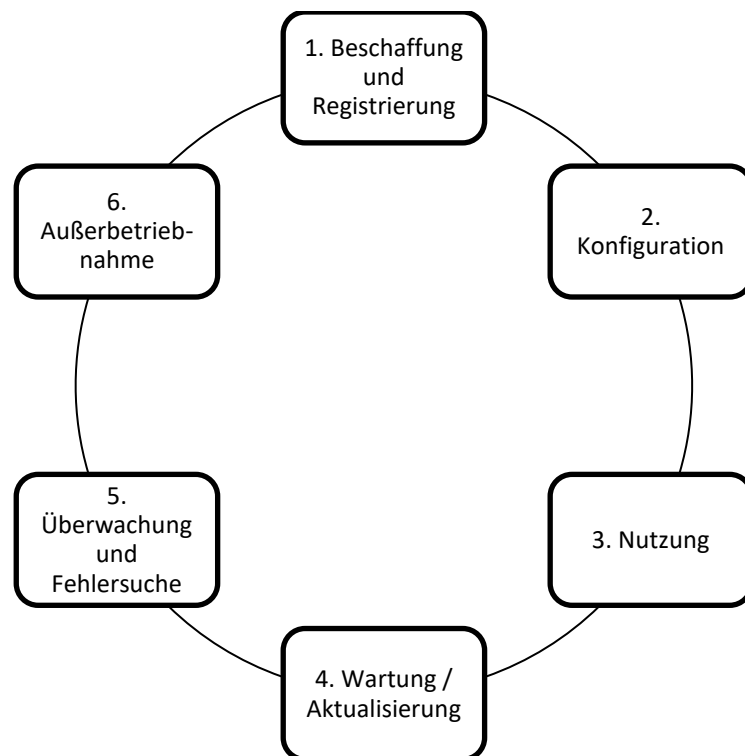 1. Beschaffung
und
Registrierung
2.
Konfiguration
3. Nutzung
4. Wartung /
Aktualisierung
5.
Überwachung
und
Fehlersuche
6.
Außerbetrieb-
nahme